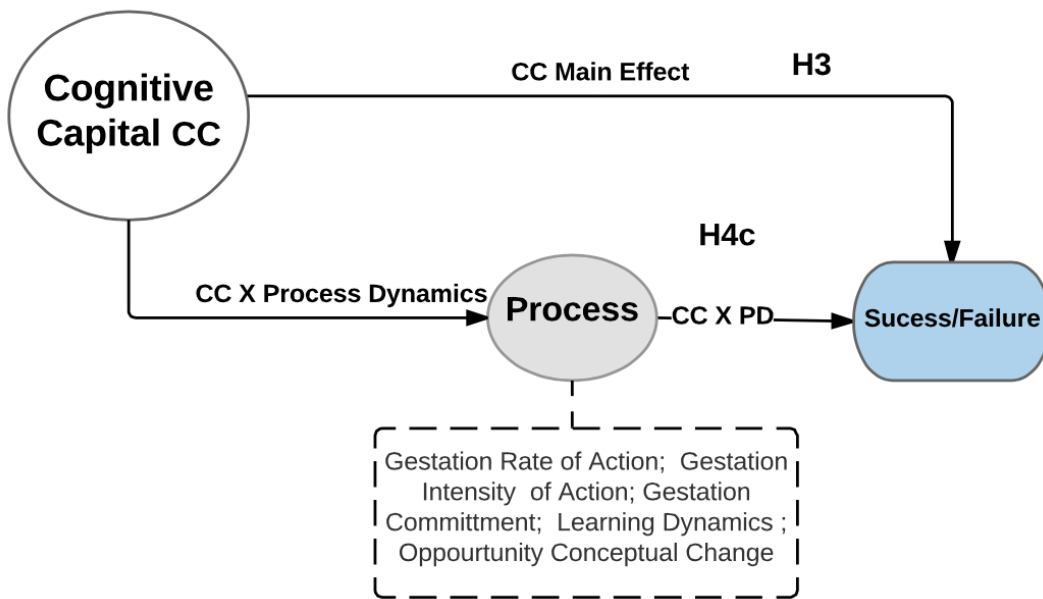 Cognitive
Capital CC
CC Main Effect
H3
H4c
CC X Process Dynamics
Process
CC X PD
Sucess/Failure
Gestation Rate of Action;  Gestation
Intensity  of Action; Gestation
Committment;  Learning Dynamics ;
Oppourtunity Conceptual Change